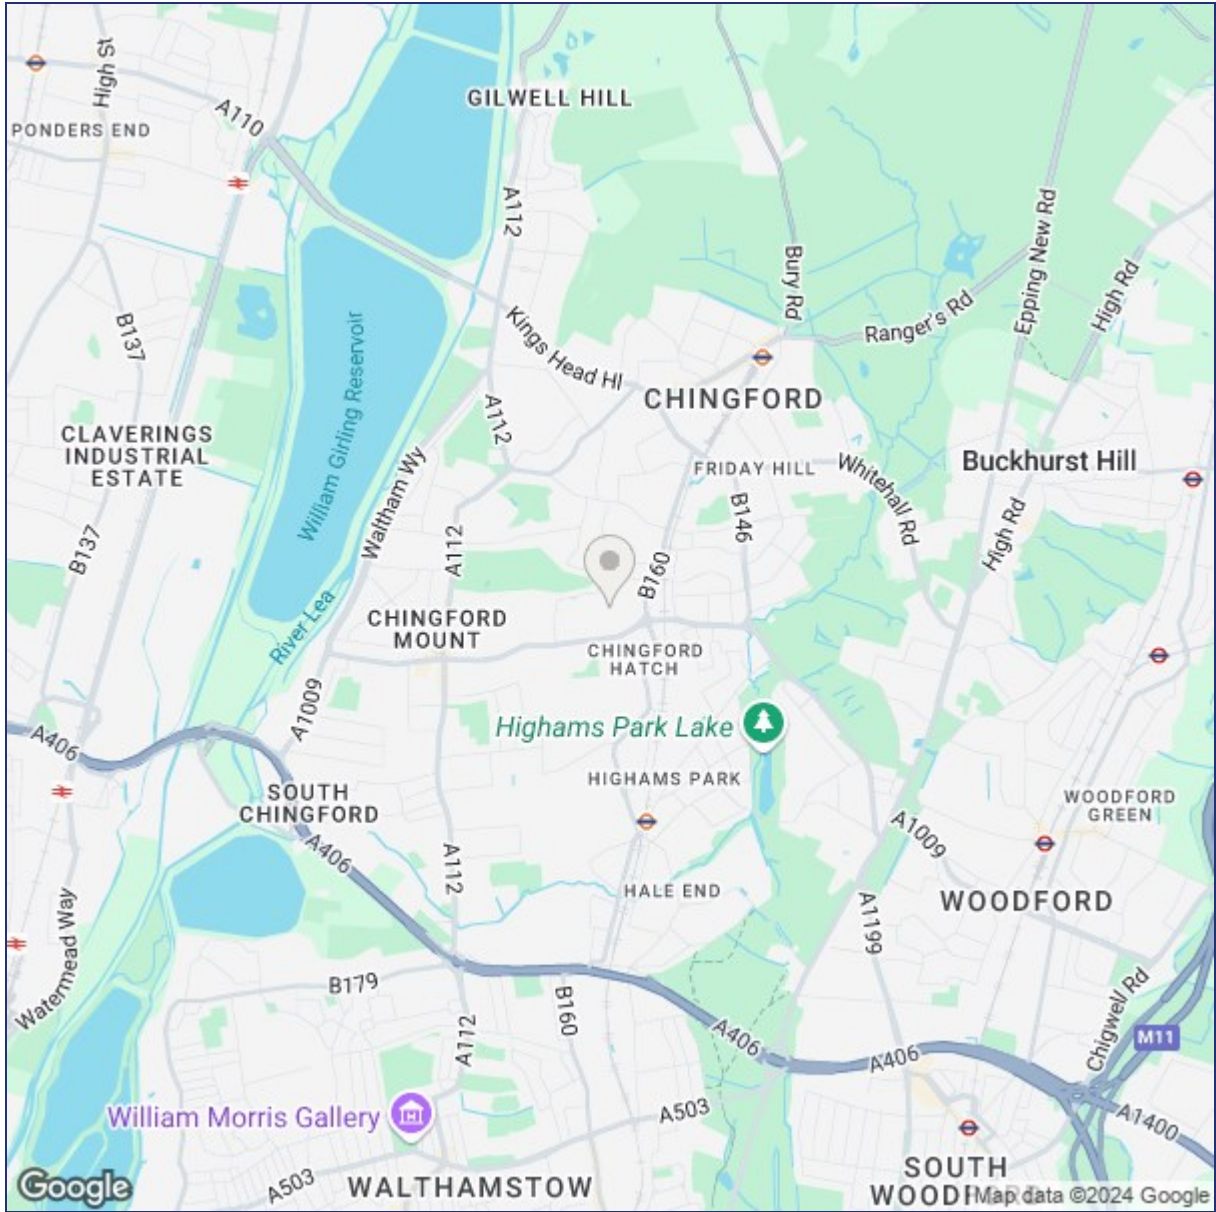 High St
A110
PONDERS END
GILWELL HILL
A112
Bury Rd
Epping New Rd
High Rd
Ranger's Rd
B137
William Girling Reservoir
Kings Head Hl
CHINGFORD
A112
CLAVERINGS
INDUSTRIAL
ESTATE
Waltham Wy
FRIDAY HILL
Whitehall Rd
Buckhurst Hill
B146
High Rd
B137
A112
B160
River Lea
CHINGFORD
MOUNT
CHINGFORD
HATCH
A1009
Highams Park Lake
A406
HIGHAMS PARK
SOUTH
CHINGFORD
WOODFORD
GREEN
A406
A1009
A112
HALE END
WOODFORD
A1199
Watermead Way
B179
B160
A112
A406
A406
Chigwell Rd
M11
William Morris Gallery
A503
A1400
A503
WALTHAMSTOW
SOUTH
WOODF
Google
Map data ©2024 Google